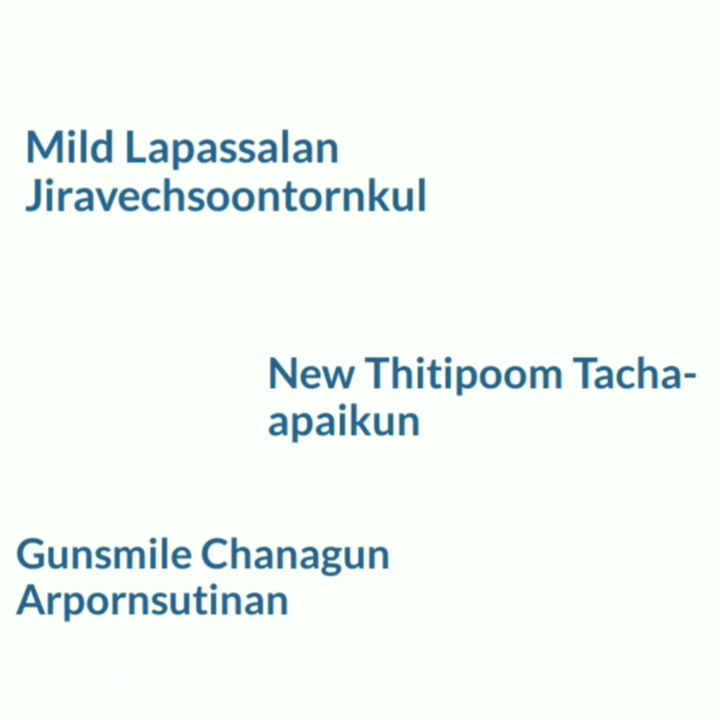 Mild Lapassalan
Jiravechsoontornkul
New Thitipoom Tacha-
apaikun
Gunsmile Chanagun
Arpornsutinan